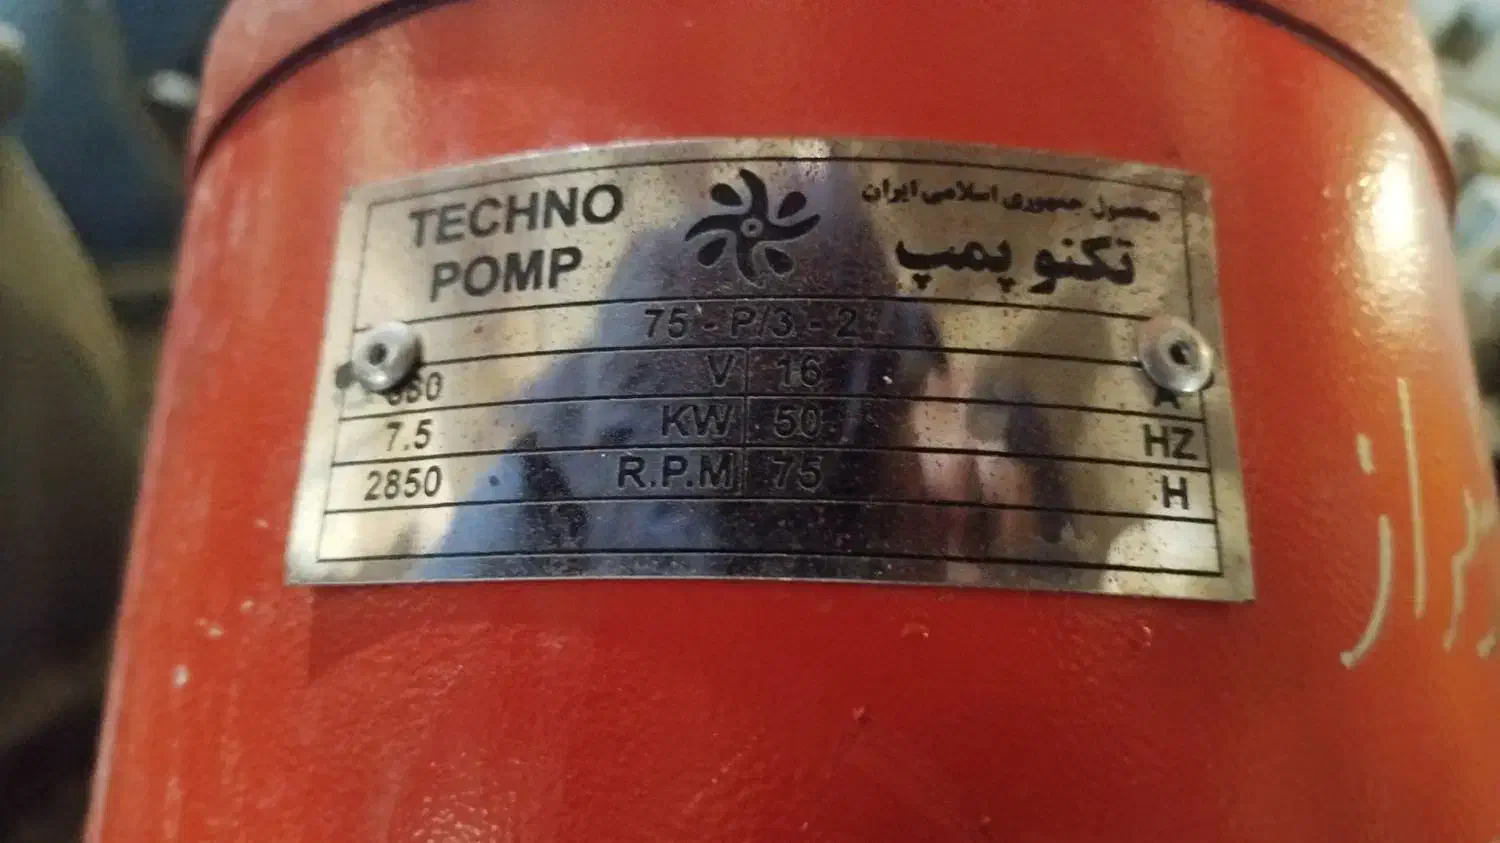 TECHNO
POMP
محصول جمهوری اسلامی ایران
تکنو پمپ
75 - P/3 - 2
V 16 A
7.5 KW 50 HZ
2850 R.P.M 75 H
از